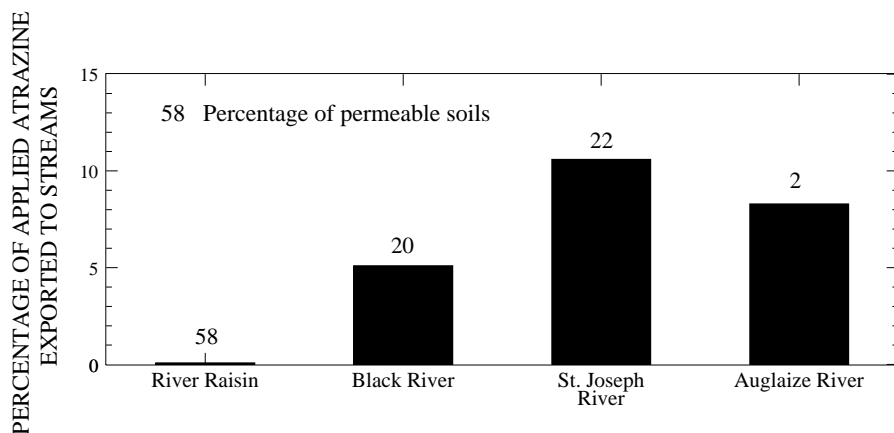 PERCENTAGE OF APPLIED ATRAZINE
EXPORTED TO STREAMS
15
10
5
0
58 Percentage of permeable soils
58
20
22
2
River Raisin
Black River
St. Joseph
River
Auglaize River